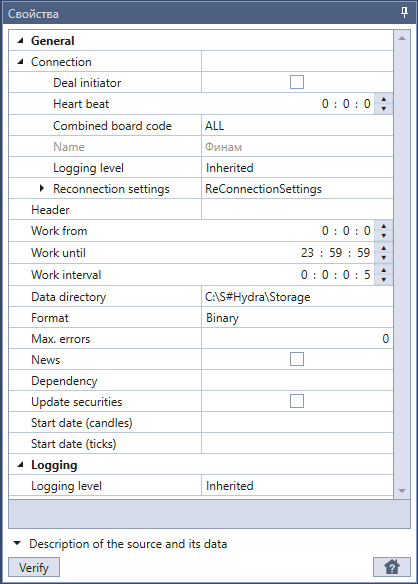 Свойства
General
Connection
Deal initiator
Heart beat 0 : 0 : 0
Combined board code ALL
Name Финам
Logging level Inherited
Reconnection settings ReConnectionSettings
Header
Work from 0 : 0 : 0
Work until 23 : 59 : 59
Work interval 0 : 0 : 0 : 5
Data directory C:\S#Hydra\Storage
Format Binary
Max. errors 0
News
Dependency
Update securities
Start date (candles)
Start date (ticks)
Logging
Logging level Inherited
Description of the source and its data
Verify
?